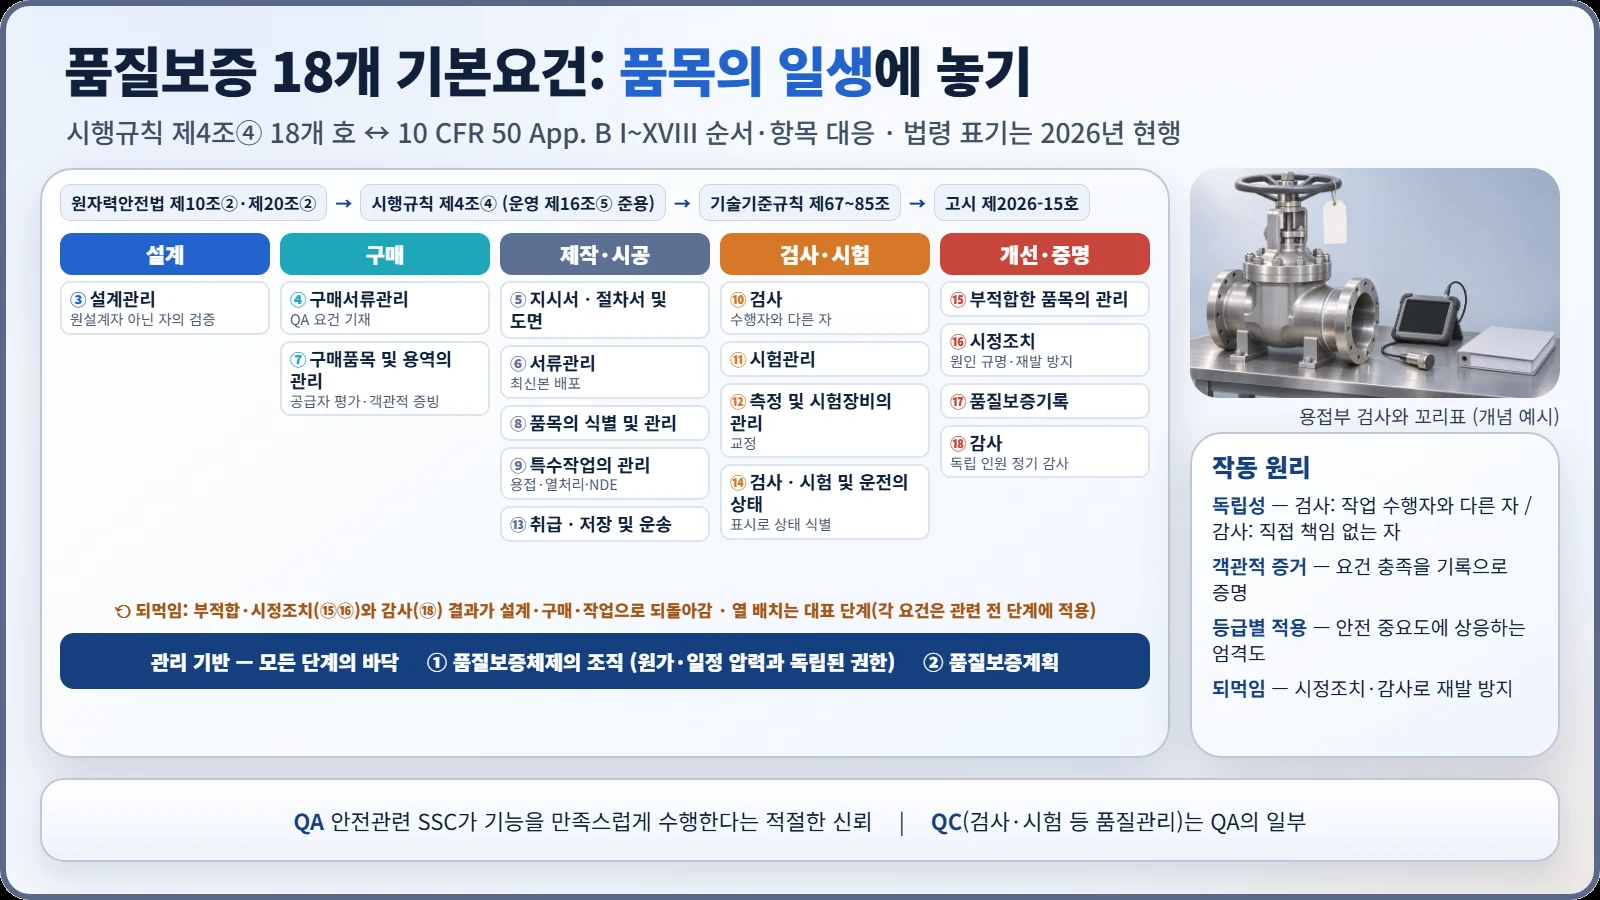 품질보증 18개 기본요건: 품목의 일생에 놓기
시행규칙 제4조④ 18개 호 ↔ 10 CFR 50 App. B I~XVIII 순서·항목 대응 · 법령 표기는 2026년 현행
원자력안전법 제10조②·제20조② → 시행규칙 제4조④ (운영 제16조⑤ 준용) → 기술기준규칙 제67~85조 → 고시 제2026-15호
설계
③ 설계관리
원설계자 아닌 자의 검증
구매
④ 구매서류관리
QA 요건 기재
⑦ 구매품목 및 용역의
관리
공급자 평가·객관적 증빙
제작·시공
⑤ 지시서 · 절차서 및
도면
⑥ 서류관리
최신본 배포
⑧ 품목의 식별 및 관리
⑨ 특수작업의 관리
용접·열처리·NDE
⑬ 취급 · 저장 및 운송
검사·시험
⑩ 검사
수행자와 다른 자
⑪ 시험관리
⑫ 측정 및 시험장비의
관리
교정
⑭ 검사 · 시험 및 운전의
상태
표시로 상태 식별
개선·증명
⑮ 부적합한 품목의 관리
⑯ 시정조치
원인 규명·재발 방지
⑰ 품질보증기록
⑱ 감사
독립 인원 정기 감사
⟲ 되먹임: 부적합·시정조치(⑮⑯)와 감사(⑱) 결과가 설계·구매·작업으로 되돌아감 · 열 배치는 대표 단계(각 요건은 관련 전 단계에 적용)
관리 기반 — 모든 단계의 바닥 ① 품질보증체제의 조직 (원가·일정 압력과 독립된 권한) ② 품질보증계획
용접부 검사와 꼬리표 (개념 예시)
작동 원리
독립성 — 검사: 작업 수행자와 다른 자 /
감사: 직접 책임 없는 자
객관적 증거 — 요건 충족을 기록으로
증명
등급별 적용 — 안전 중요도에 상응하는
엄격도
되먹임 — 시정조치·감사로 재발 방지
QA 안전관련 SSC가 기능을 만족스럽게 수행한다는 적절한 신뢰 | QC(검사·시험 등 품질관리)는 QA의 일부